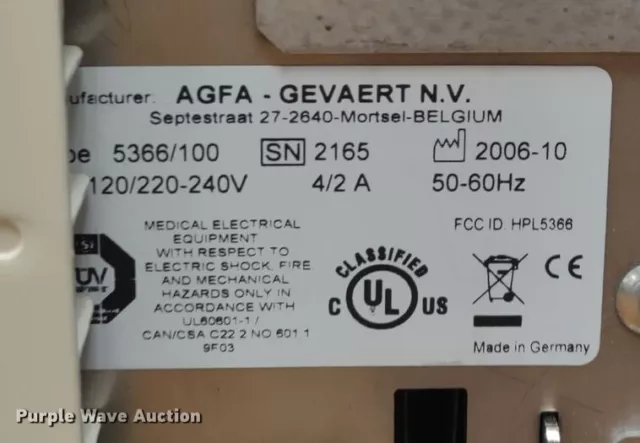 ufacturer: AGFA - GEVAERT N.V.
Septestraat 27-2640-Mortsel-BELGIUM
pe 5366/100 SN 2165 2006-10
120/220-240V 4/2 A 50-60Hz
MEDICAL ELECTRICAL
EQUIPMENT
WITH RESPECT TO
ELECTRIC SHOCK, FIRE
AND MECHANICAL
HAZARDS ONLY IN
ACCORDANCE WITH
UL60601-1 /
CAN/CSA C22.2 NO 601 1
9F03
TÜV
CLASSIFIED
C UL US
FCC ID. HPL5366
CE
Made in Germany
Purple Wave Auction